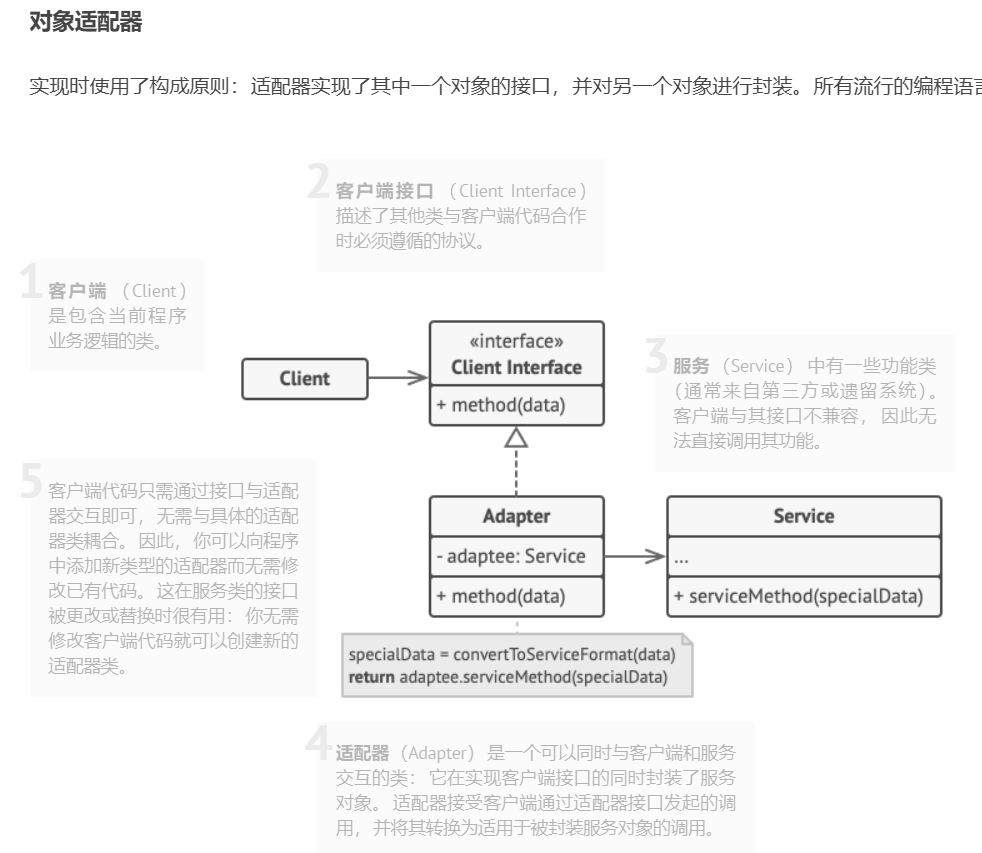 对象适配器
实现时使用了构成原则：适配器实现了其中一个对象的接口，并对另一个对象进行封装。所有流行的编程语言
2
客户端接口 （Client Interface）
描述了其他类与客户端代码合作
时必须遵循的协议。
1
客户端 （Client）
是包含当前程序
业务逻辑的类。
Client
«interface»
Client Interface
+ method(data)
3
服务 （Service） 中有一些功能类
（通常来自第三方或遗留系统）。
客户端与其接口不兼容， 因此无
法直接调用其功能。
5
客户端代码只需通过接口与适配
器交互即可，无需与具体的适配
器类耦合。因此，你可以向程序
中添加新类型的适配器而无需修
改已有代码。这在服务类的接口
被更改或替换时很有用：你无需
修改客户端代码就可以创建新的
适配器类。
Adapter
- adaptee: Service
+ method(data)
Service
...
+ serviceMethod(specialData)
specialData = convertToServiceFormat(data)
return adaptee.serviceMethod(specialData)
4
适配器 （Adapter） 是一个可以同时与客户端和服务
交互的类： 它在实现客户端接口的同时封装了服务
对象。 适配器接受客户端通过适配器接口发起的调
用，并将其转换为适用于被封装服务对象的调用。